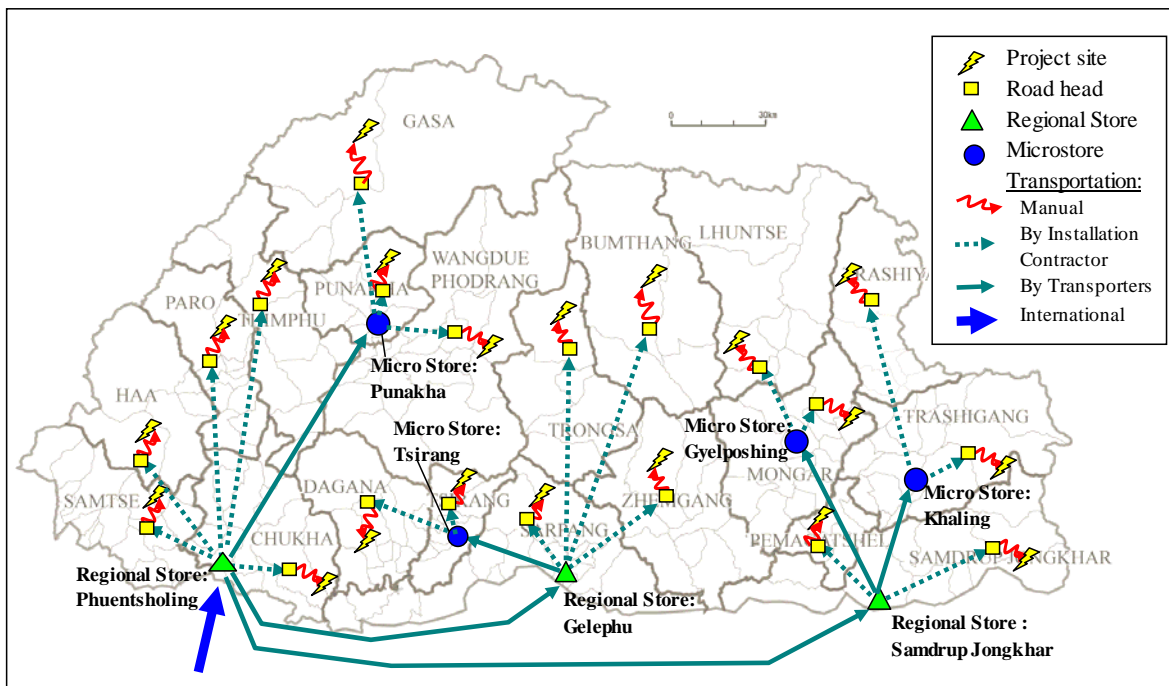 Project site
Road head
Regional Store
Microstore
Transportation:
Manual
By Installation
Contractor
By Transporters
International
0 30km
GASA
LHUNTSE
BUMTHANG
WANGDUE
PHODRANG
PUNAKHA
RASHIY
PARO
THIMPHU
Micro Store:
Punakha
HAA
TRONGSA
TRASHIGANG
Micro Store:
Tsirang
Micro Store:
Gyelposhing
MONGAR
DAGANA
TSIRANG
ZHEMGANG
SAMTSE
SARPANG
Micro Store:
Khaling
CHUKHA
PEMAGATSHEL
SAMDRUP JONGKHAR
Regional Store:
Phuentsholing
Regional Store:
Gelephu
Regional Store :
Samdrup Jongkhar